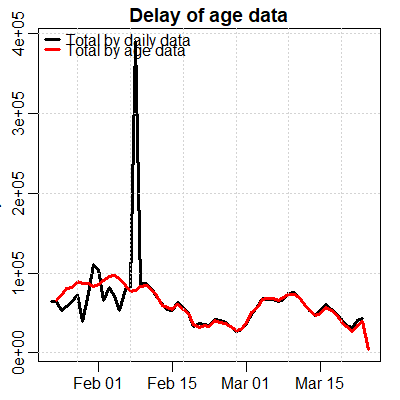 Delay of age data
Total by daily data
Total by age data
4e+05
3e+05
2e+05
1e+05
0e+00
Feb 01 Feb 15 Mar 01 Mar 15